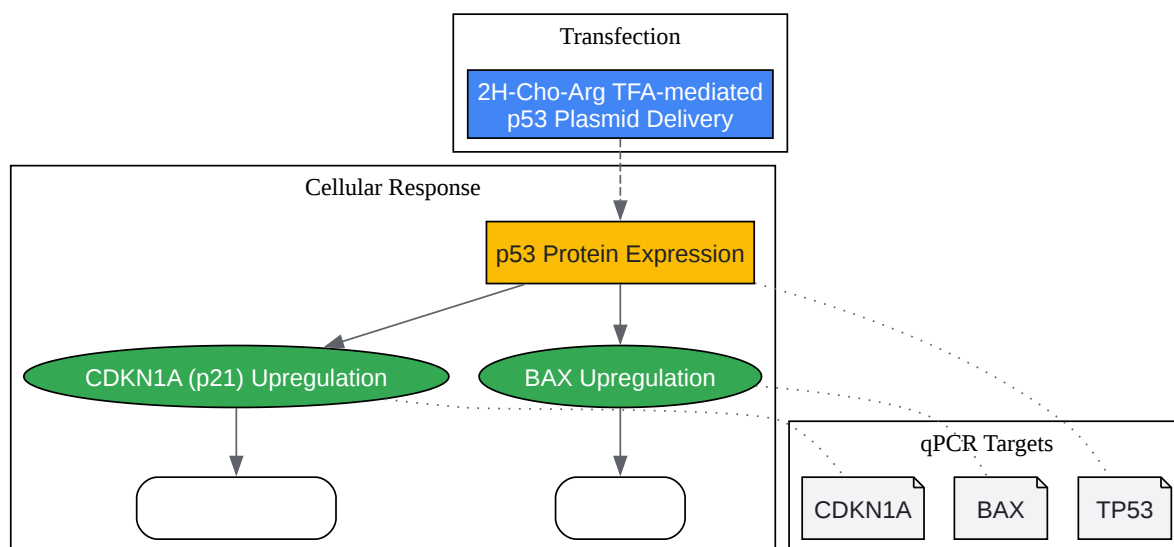 Transfection
2H-Cho-Arg TFA-mediated
p53 Plasmid Delivery
Cellular Response
p53 Protein Expression
CDKN1A (p21) Upregulation
BAX Upregulation
qPCR Targets
CDKN1A
BAX
TP53